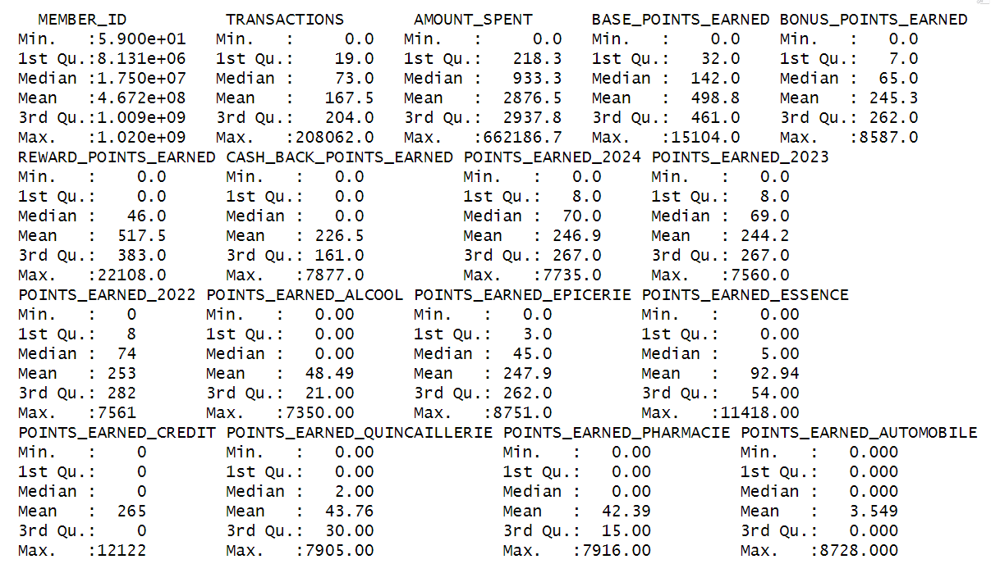 MEMBER_ID TRANSACTIONS AMOUNT_SPENT BASE_POINTS_EARNED BONUS_POINTS_EARNED
Min. :5.900e+01 Min. : 0.0 Min. : 0.0 Min. : 0.0 Min. : 0.0
1st Qu.:8.131e+06 1st Qu.: 19.0 1st Qu.: 218.3 1st Qu.: 32.0 1st Qu.: 7.0
Median :1.750e+07 Median : 73.0 Median : 933.3 Median : 142.0 Median : 65.0
Mean :4.672e+08 Mean : 167.5 Mean : 2876.5 Mean : 498.8 Mean : 245.3
3rd Qu.:1.009e+09 3rd Qu.: 204.0 3rd Qu.: 2937.8 3rd Qu.: 461.0 3rd Qu.: 262.0
Max. :1.020e+09 Max. :208062.0 Max. :662186.7 Max. :15104.0 Max. :8587.0
REWARD_POINTS_EARNED CASH_BACK_POINTS_EARNED POINTS_EARNED_2024 POINTS_EARNED_2023
Min. : 0.0 Min. : 0.0 Min. : 0.0 Min. : 0.0
1st Qu.: 0.0 1st Qu.: 0.0 1st Qu.: 8.0 1st Qu.: 8.0
Median : 46.0 Median : 0.0 Median : 70.0 Median : 69.0
Mean : 517.5 Mean : 226.5 Mean : 246.9 Mean : 244.2
3rd Qu.: 383.0 3rd Qu.: 161.0 3rd Qu.: 267.0 3rd Qu.: 267.0
Max. :22108.0 Max. :7877.0 Max. :7735.0 Max. :7560.0
POINTS_EARNED_2022 POINTS_EARNED_ALCOOL POINTS_EARNED_EPICERIE POINTS_EARNED_ESSENCE
Min. : 0 Min. : 0.00 Min. : 0.0 Min. : 0.00
1st Qu.: 8 1st Qu.: 0.00 1st Qu.: 3.0 1st Qu.: 0.00
Median : 74 Median : 0.00 Median : 45.0 Median : 5.00
Mean : 253 Mean : 48.49 Mean : 247.9 Mean : 92.94
3rd Qu.: 282 3rd Qu.: 21.00 3rd Qu.: 262.0 3rd Qu.: 54.00
Max. :7561 Max. :7350.00 Max. :8751.0 Max. :11418.00
POINTS_EARNED_CREDIT POINTS_EARNED_QUINCAILLERIE POINTS_EARNED_PHARMACIE POINTS_EARNED_AUTOMOBILE
Min. : 0 Min. : 0.00 Min. : 0.00 Min. : 0.000
1st Qu.: 0 1st Qu.: 0.00 1st Qu.: 0.00 1st Qu.: 0.000
Median : 0 Median : 2.00 Median : 0.00 Median : 0.000
Mean : 265 Mean : 43.76 Mean : 42.39 Mean : 3.549
3rd Qu.: 0 3rd Qu.: 30.00 3rd Qu.: 15.00 3rd Qu.: 0.000
Max. :12122 Max. :7905.00 Max. :7916.00 Max. :8728.000